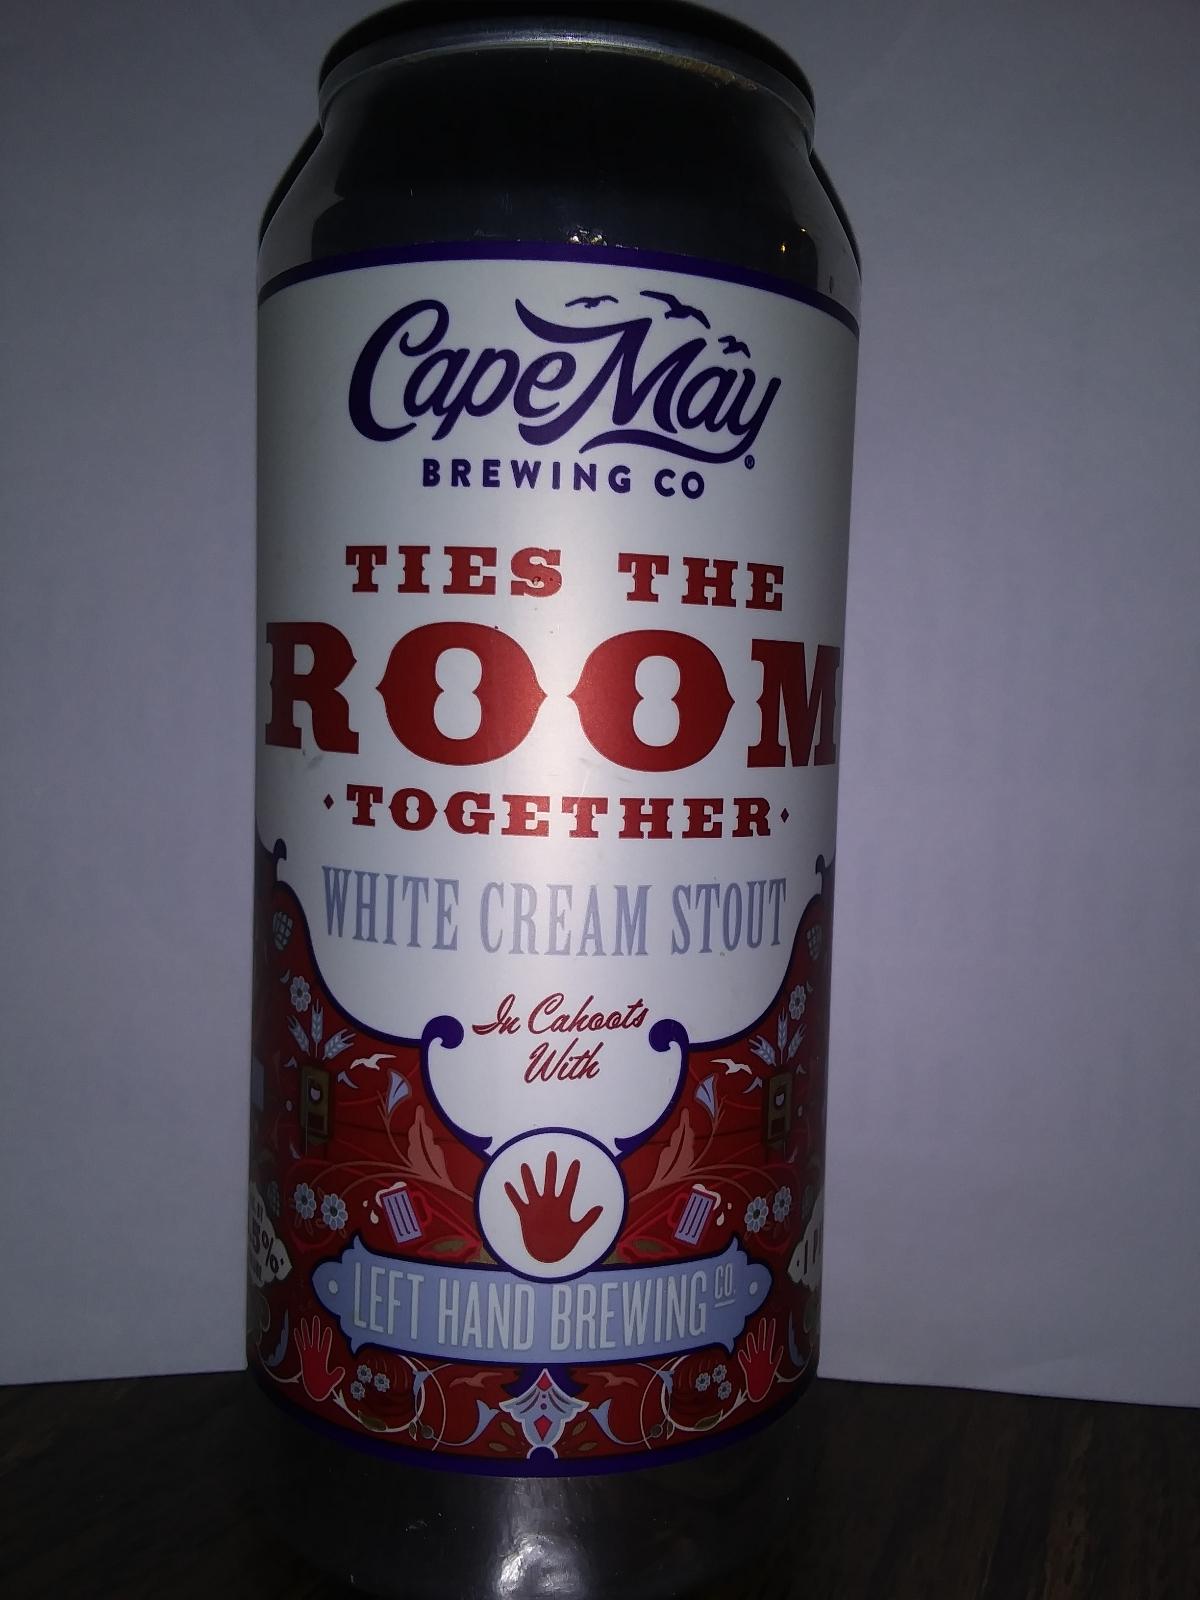 Cape May
BREWING CO
TIES THE
ROOM
TOGETHER
WHITE CREAM STOUT
In Cahoots
With
LEFT HAND BREWING CO.